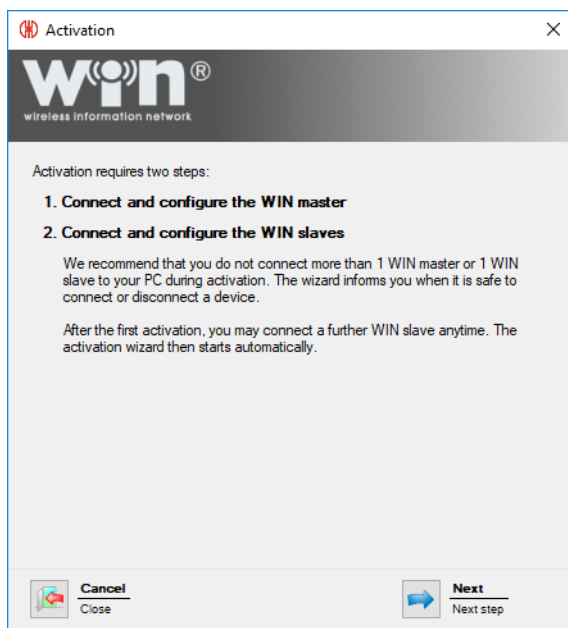 Activation
WIN®
wireless information network
Activation requires two steps:
1. Connect and configure the WIN master
2. Connect and configure the WIN slaves
We recommend that you do not connect more than 1 WIN master or 1 WIN
slave to your PC during activation. The wizard informs you when it is safe to
connect or disconnect a device.
After the first activation, you may connect a further WIN slave anytime. The
activation wizard then starts automatically.
Cancel
Close
Next
Next step